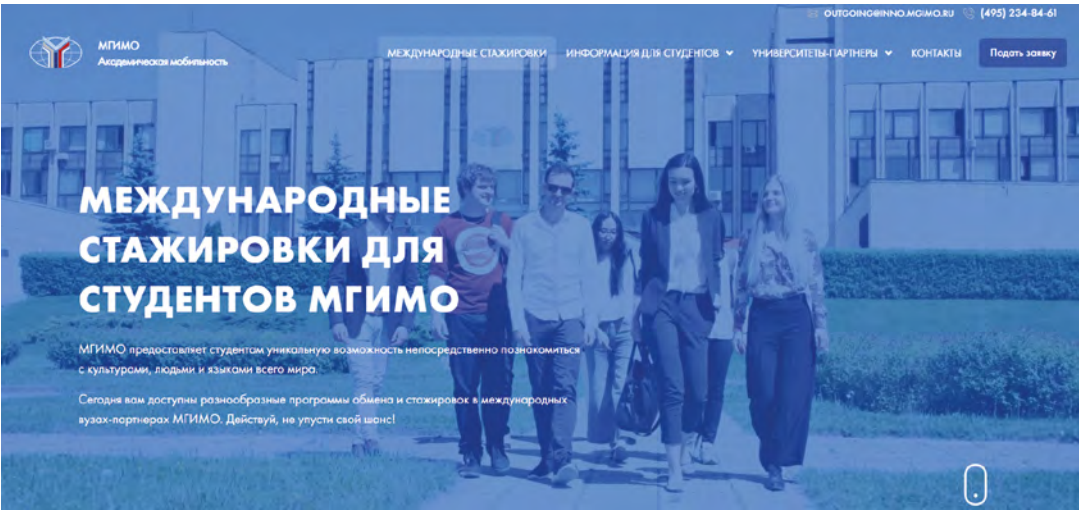 OUTGOING@INNO.MGIMO.RU (495) 234-84-61
МГИМО
Академическая мобильность
МЕЖДУНАРОДНЫЕ СТАЖИРОВКИ ИНФОРМАЦИЯ ДЛЯ СТУДЕНТОВ УНИВЕРСИТЕТЫ-ПАРТНЕРЫ КОНТАКТЫ Подать заявку
МЕЖДУНАРОДНЫЕ
СТАЖИРОВКИ ДЛЯ
СТУДЕНТОВ МГИМО
МГИМО предоставляет студентам уникальную возможность непосредственно познакомиться
с культурами, людьми и языками всего мира.
Сегодня вам доступны разнообразные программы обмена и стажировок в международных
вузах-партнерах МГИМО. Действуй, не упусти свой шанс!